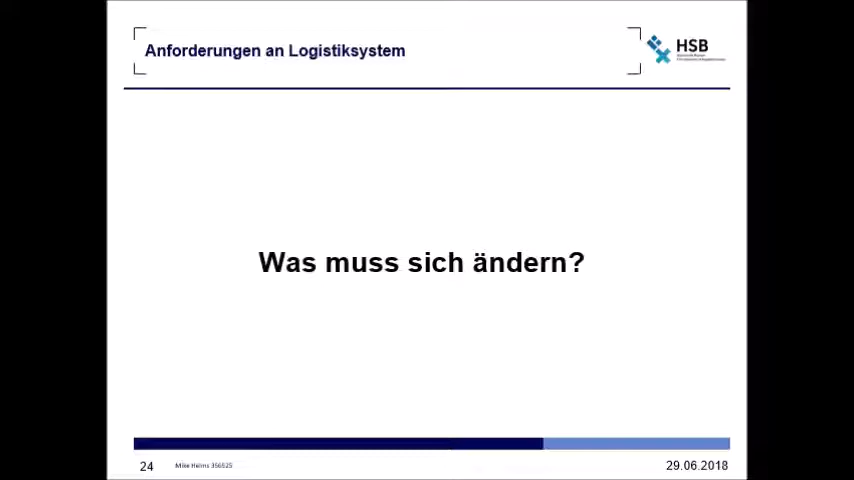 Anforderungen an Logistiksystem
HSB
Was muss sich ändern?
24
Mike Helms 356525
29.06.2018